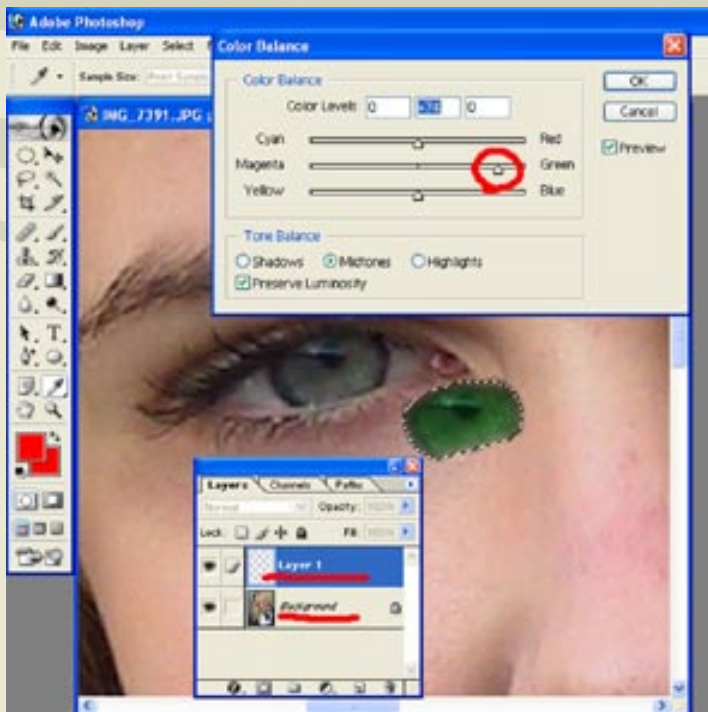 Adobe Photoshop
File Edit Image Layer Select
Sample Size:
IMG_7391.JPG
Color Balance
Color Balance
Color Levels: 0 0
Cyan Red
Magenta Green
Yellow Blue
Tone Balance
Shadows Midtones Highlights
Preserve Luminosity
OK
Cancel
Preview
Layers Channels Paths
Normal Opacity:
Lock: Fill:
Layer 1
Background